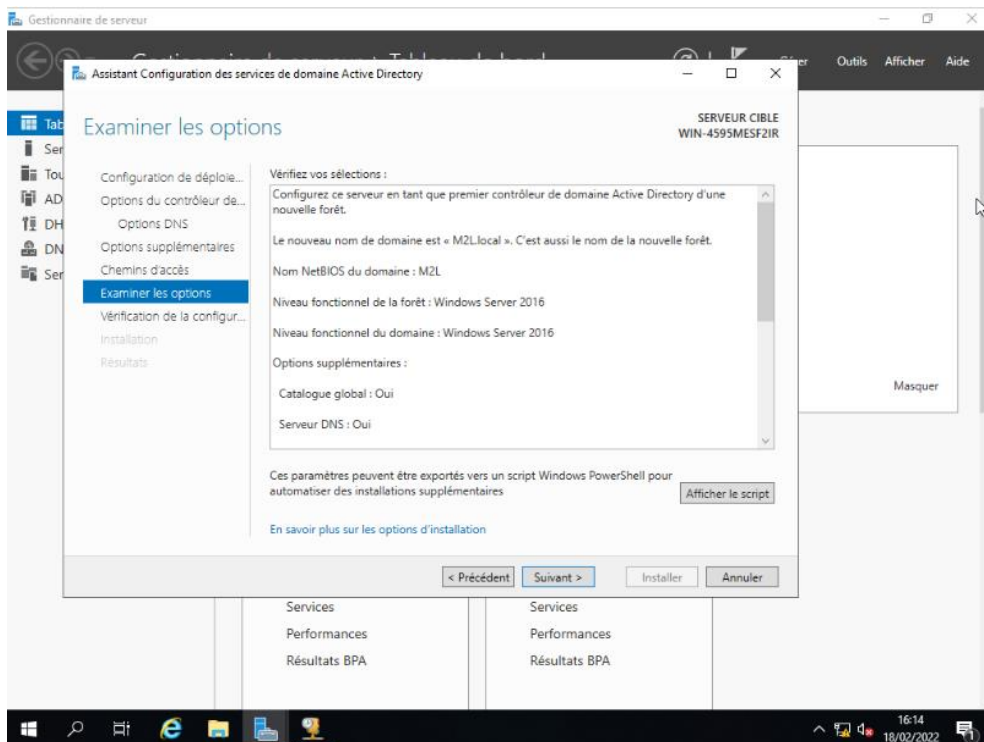 Gestionnaire de serveur
Assistant Configuration des services de domaine Active Directory
Outils Afficher Aide
Examiner les options
SERVEUR CIBLE
WIN-4595MESF2IR
Tab
Ser
Tou
AD
DH
DN
Ser
Configuration de déploie...
Options du contrôleur de...
Options DNS
Options supplémentaires
Chemins d'accès
Examiner les options
Vérification de la configur...
Installation
Résultats
Vérifiez vos sélections :
Configurez ce serveur en tant que premier contrôleur de domaine Active Directory d'une
nouvelle forêt.
Le nouveau nom de domaine est « M2L.local ». C'est aussi le nom de la nouvelle forêt.
Nom NetBIOS du domaine : M2L
Niveau fonctionnel de la forêt : Windows Server 2016
Niveau fonctionnel du domaine : Windows Server 2016
Options supplémentaires :
Catalogue global : Oui
Serveur DNS : Oui
Ces paramètres peuvent être exportés vers un script Windows PowerShell pour
automatiser des installations supplémentaires
Afficher le script
En savoir plus sur les options d'installation
< Précédent Suivant > Installer Annuler
Masquer
Services Services
Performances Performances
Résultats BPA Résultats BPA
16:14
18/02/2022